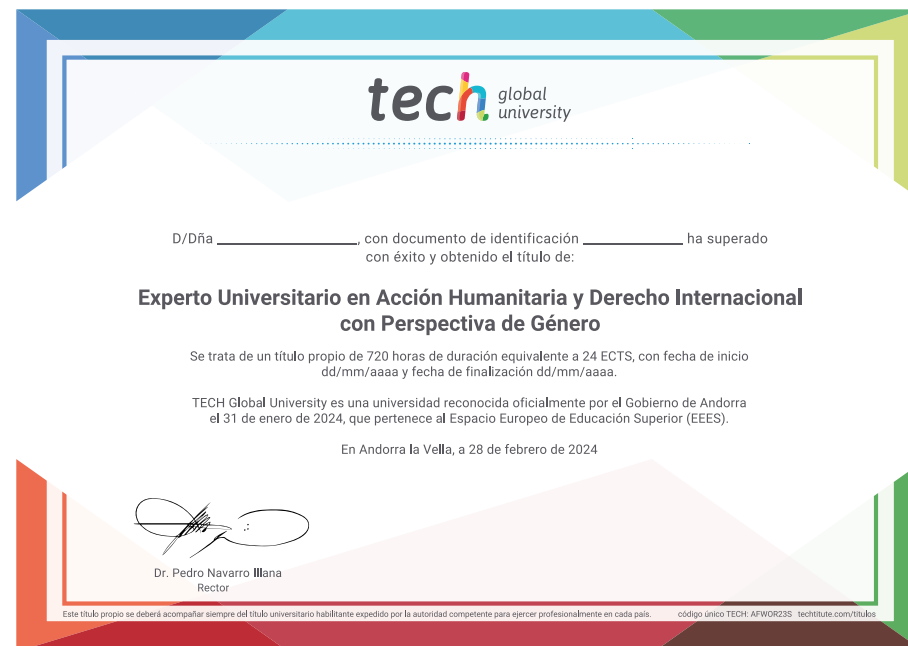 tech global
university
D/Dña ____________________, con documento de identificación ______________ ha superado
con éxito y obtenido el título de:
Experto Universitario en Acción Humanitaria y Derecho Internacional
con Perspectiva de Género
Se trata de un título propio de 720 horas de duración equivalente a 24 ECTS, con fecha de inicio
dd/mm/aaaa y fecha de finalización dd/mm/aaaa.
TECH Global University es una universidad reconocida oficialmente por el Gobierno de Andorra
el 31 de enero de 2024, que pertenece al Espacio Europeo de Educación Superior (EEES).
En Andorra la Vella, a 28 de febrero de 2024
Dr. Pedro Navarro Illana
Rector
Este título propio se deberá acompañar siempre del título universitario habilitante expedido por la autoridad competente para ejercer profesionalmente en cada país. código único TECH: AFWOR23S techtitute.com/titulos